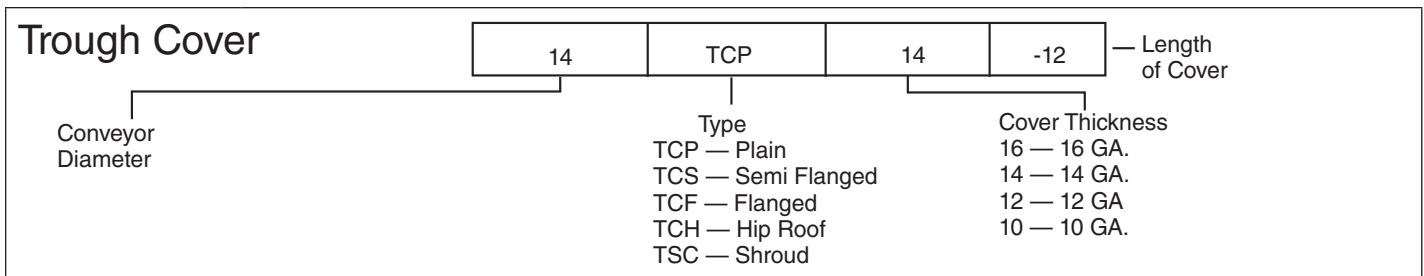 Trough Cover
14 TCP 14 -12 — Length
of Cover
Conveyor
Diameter
Type
TCP — Plain
TCS — Semi Flanged
TCF — Flanged
TCH — Hip Roof
TSC — Shroud
Cover Thickness
16 — 16 GA.
14 — 14 GA.
12 — 12 GA
10 — 10 GA.